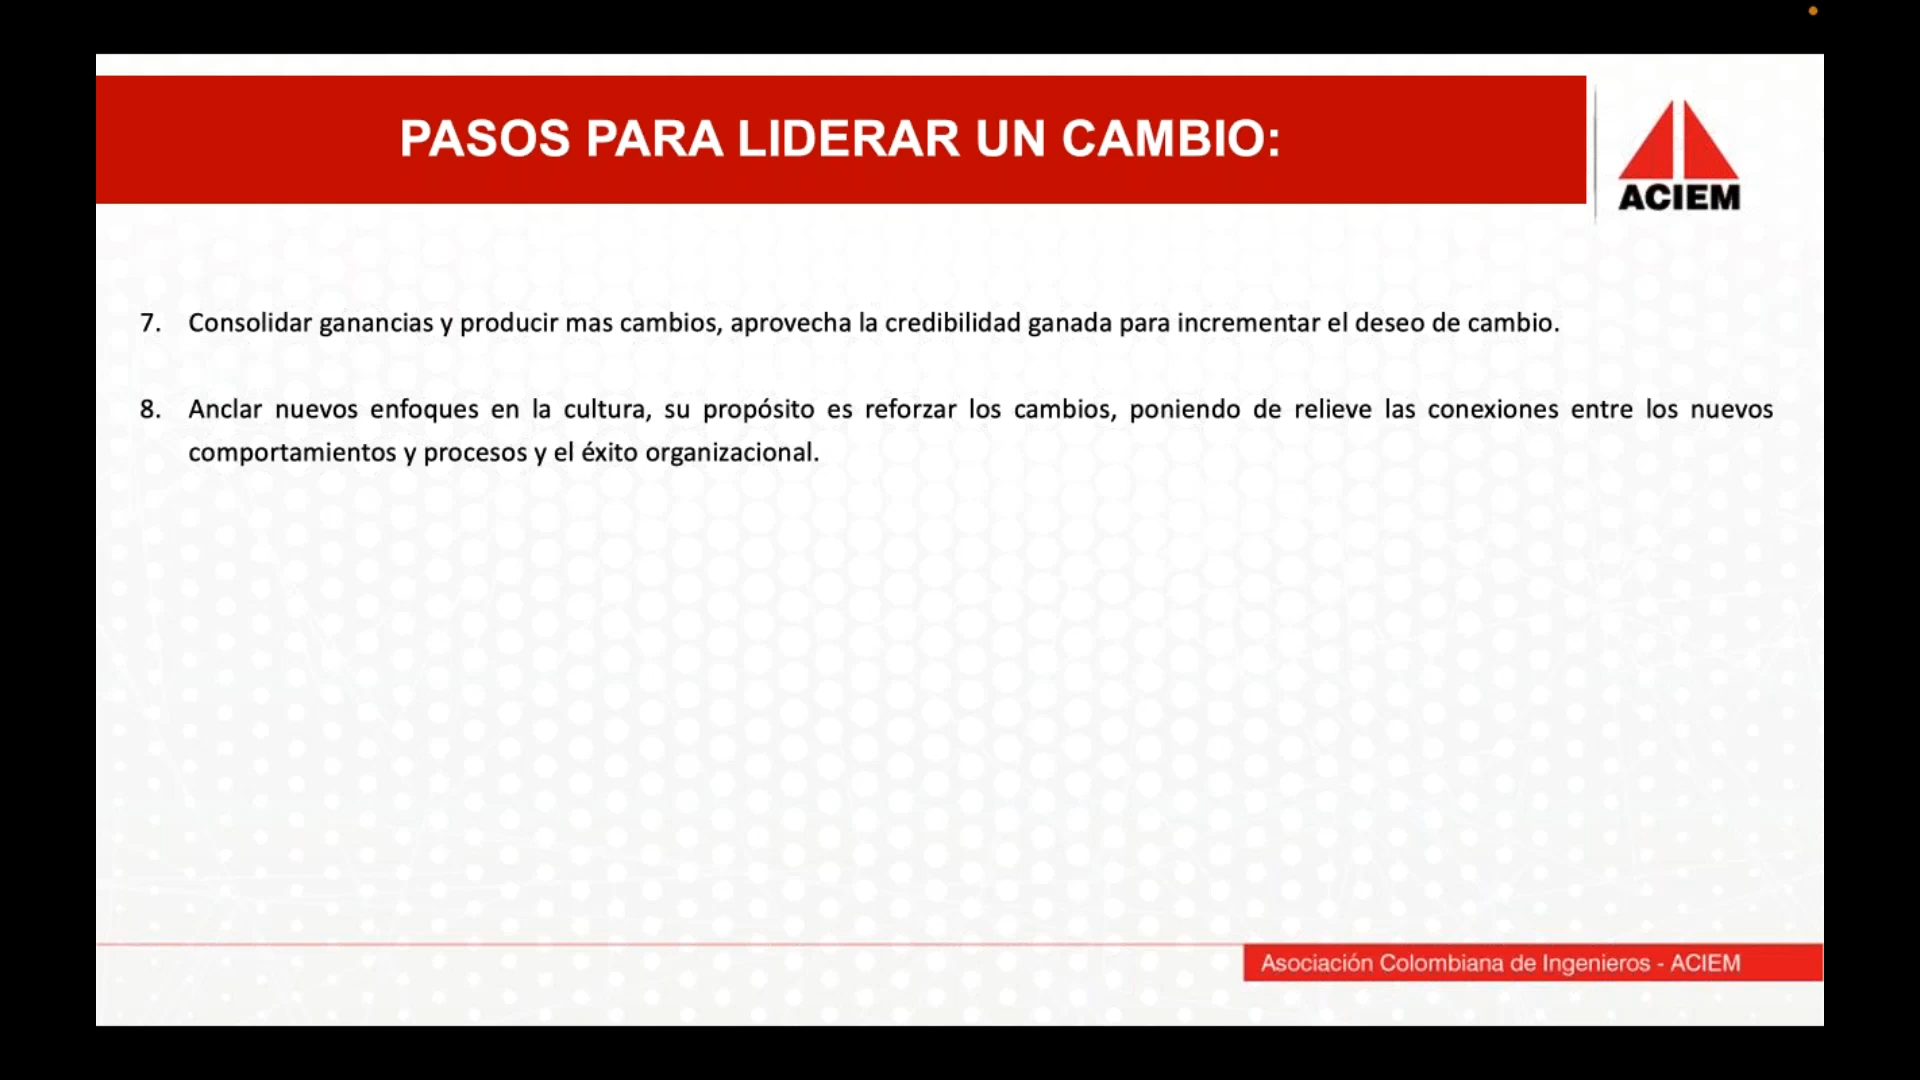 PASOS PARA LIDERAR UN CAMBIO:
ACIEM
7. Consolidar ganancias y producir mas cambios, aprovecha la credibilidad ganada para incrementar el deseo de cambio.
8. Anclar nuevos enfoques en la cultura, su propósito es reforzar los cambios, poniendo de relieve las conexiones entre los nuevos
comportamientos y procesos y el éxito organizacional.
Asociación Colombiana de Ingenieros - ACIEM